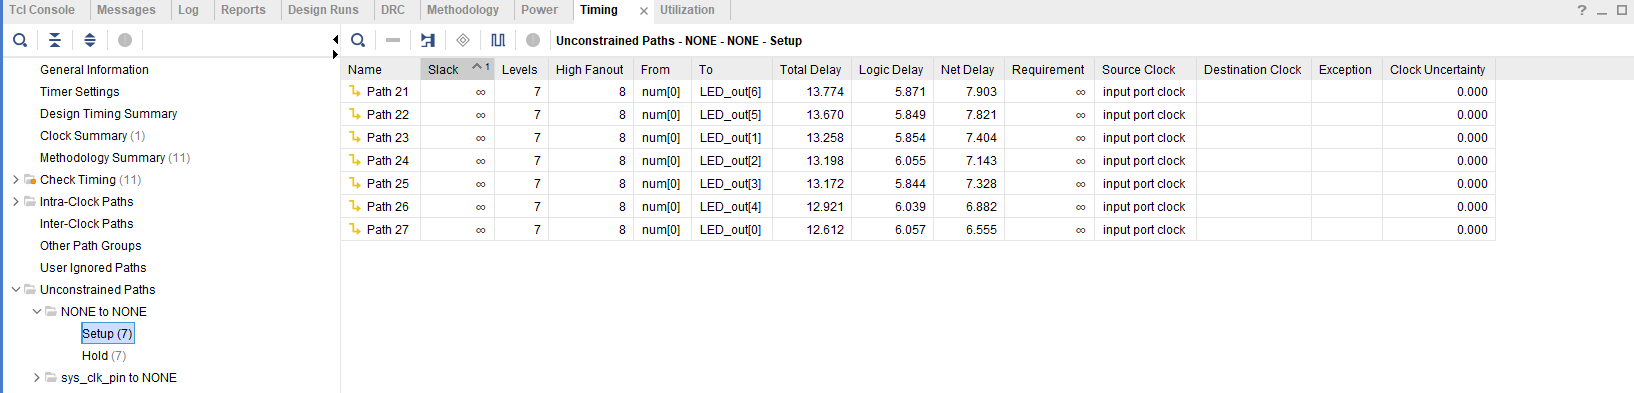 Tcl Console Messages Log Reports Design Runs DRC Methodology Power Timing × Utilization ? _
Unconstrained Paths - NONE - NONE - Setup
General Information
Timer Settings
Design Timing Summary
Clock Summary (1)
Methodology Summary (11)
Check Timing (11)
Intra-Clock Paths
Inter-Clock Paths
Other Path Groups
User Ignored Paths
Unconstrained Paths
NONE to NONE
Setup (7)
Hold (7)
sys_clk_pin to NONE
Name Slack ^ 1 Levels High Fanout From To Total Delay Logic Delay Net Delay Requirement Source Clock Destination Clock Exception Clock Uncertainty
Path 21 ∞ 7 8 num[0] LED_out[6] 13.774 5.871 7.903 ∞ input port clock 0.000
Path 22 ∞ 7 8 num[0] LED_out[5] 13.670 5.849 7.821 ∞ input port clock 0.000
Path 23 ∞ 7 8 num[0] LED_out[1] 13.258 5.854 7.404 ∞ input port clock 0.000
Path 24 ∞ 7 8 num[0] LED_out[2] 13.198 6.055 7.143 ∞ input port clock 0.000
Path 25 ∞ 7 8 num[0] LED_out[3] 13.172 5.844 7.328 ∞ input port clock 0.000
Path 26 ∞ 7 8 num[0] LED_out[4] 12.921 6.039 6.882 ∞ input port clock 0.000
Path 27 ∞ 7 8 num[0] LED_out[0] 12.612 6.057 6.555 ∞ input port clock 0.000